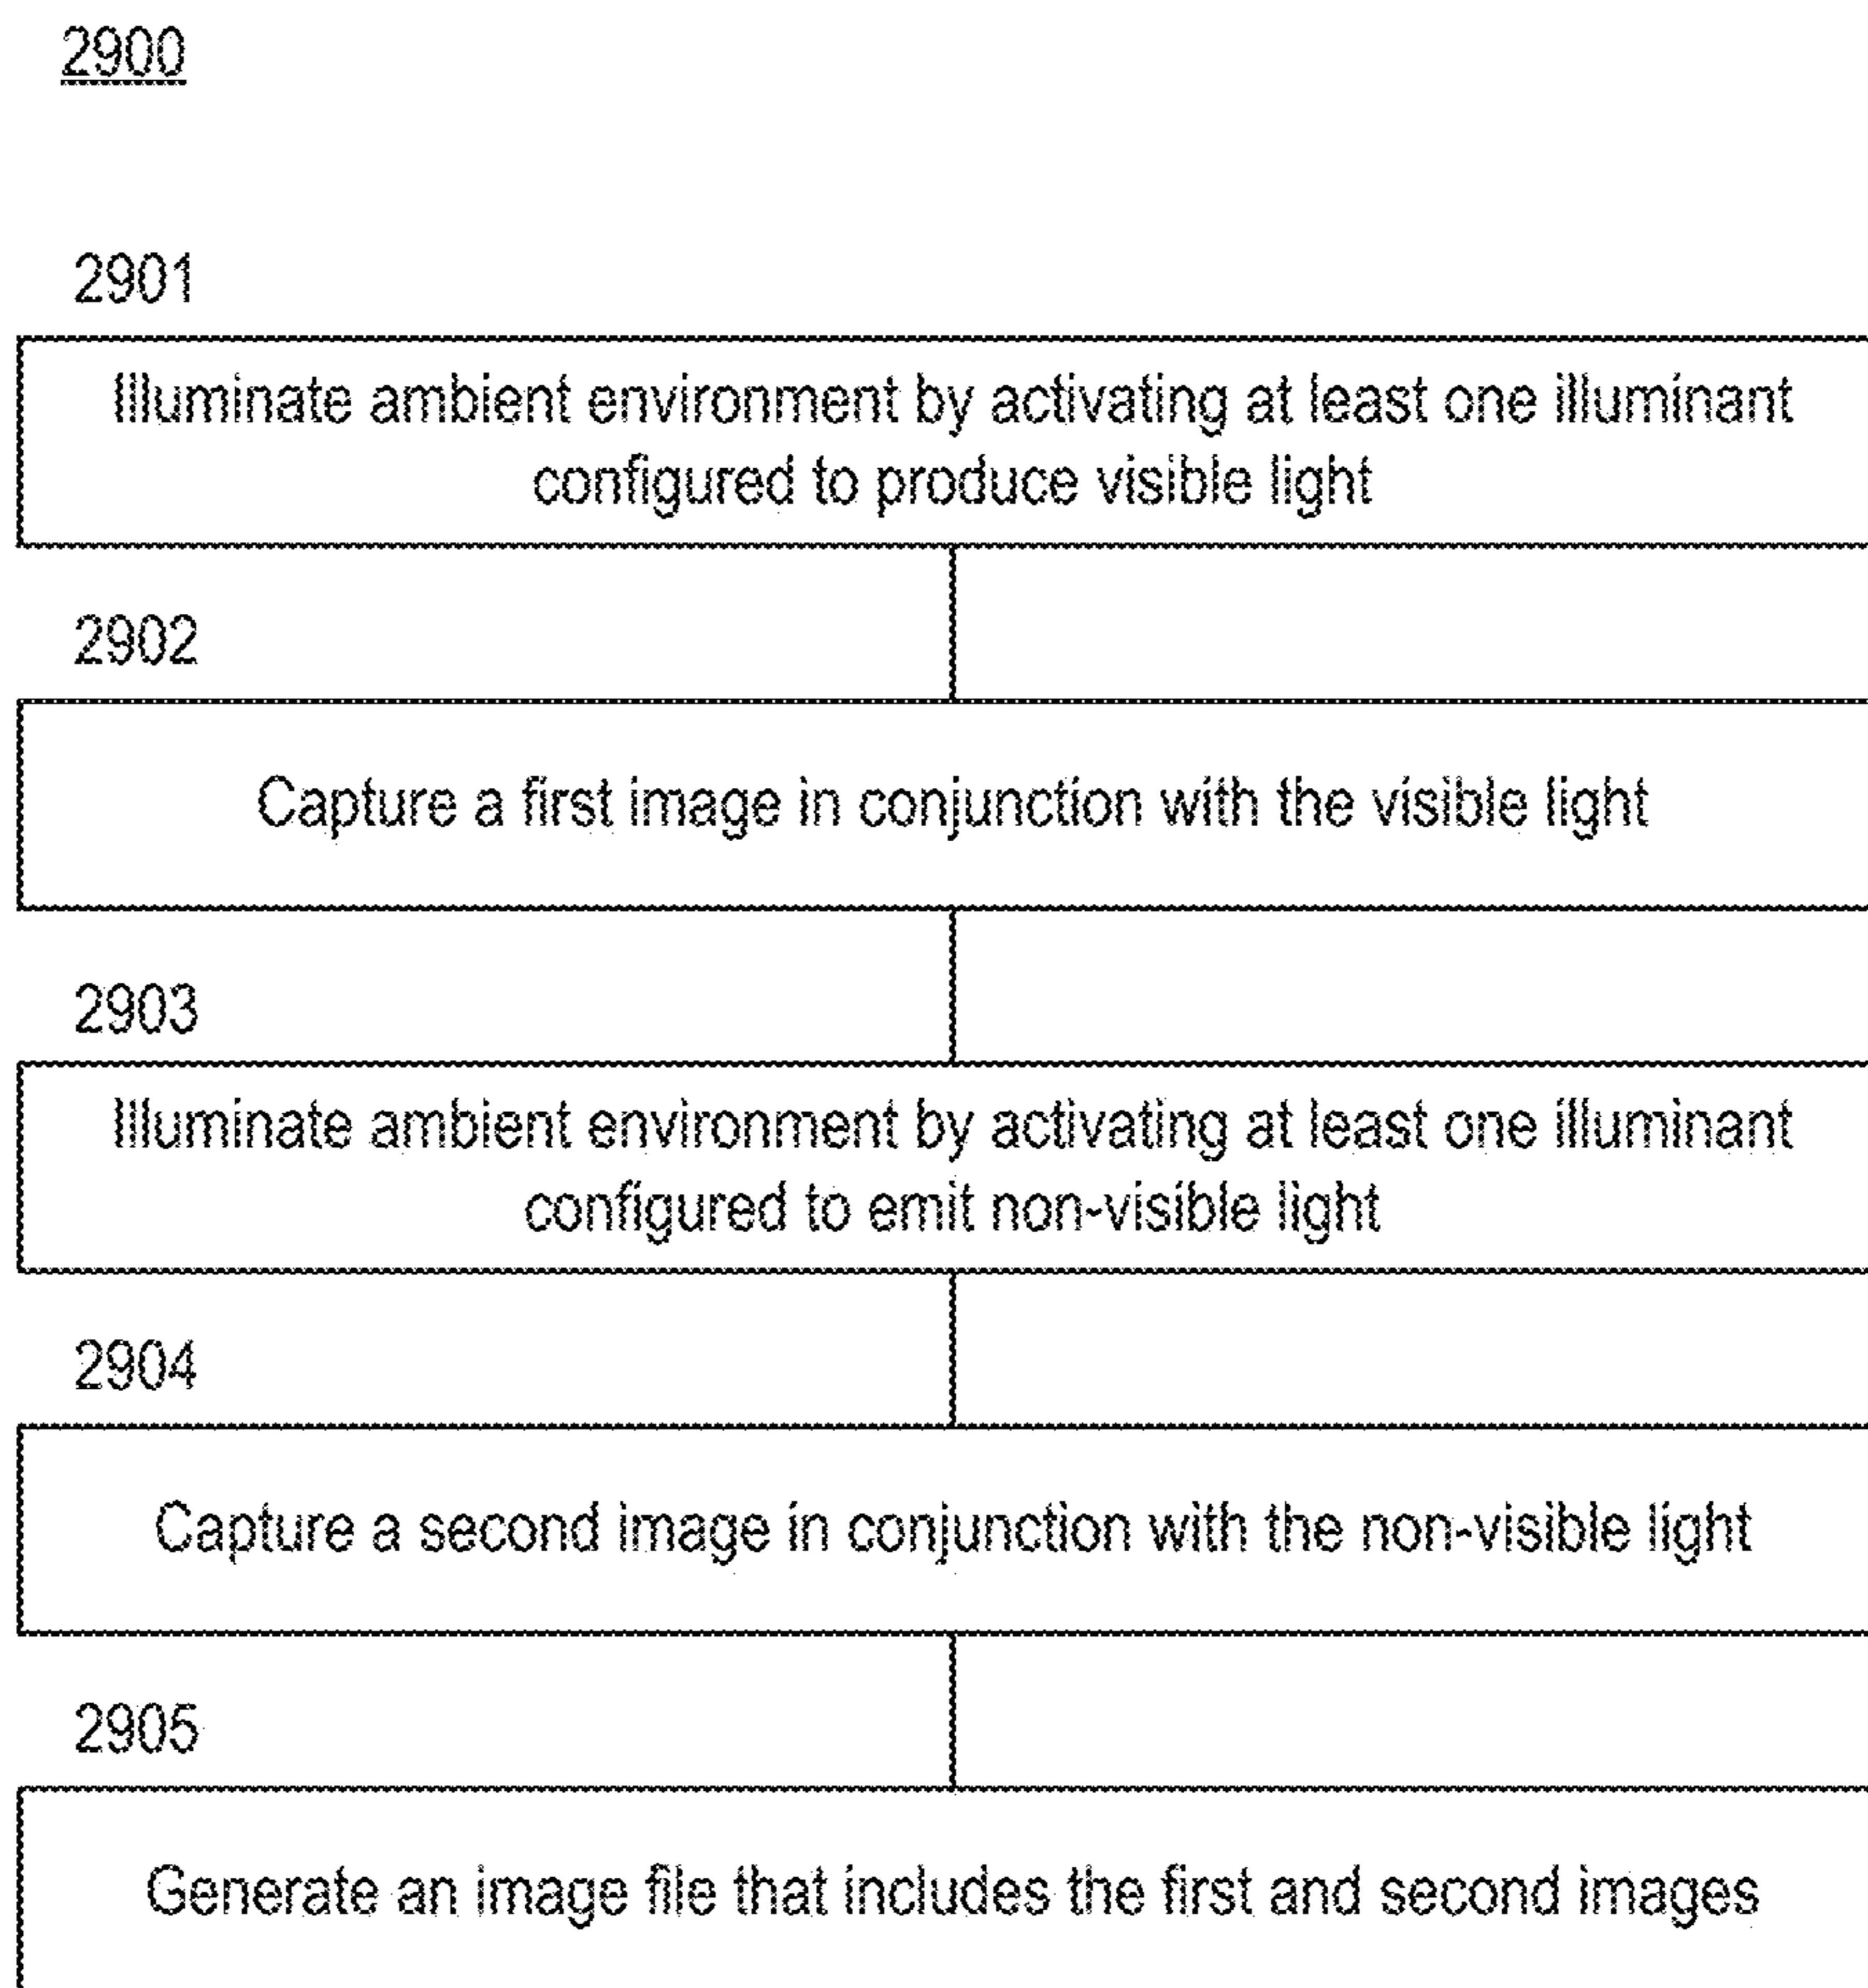 2900
2901
Illuminate ambient environment by activating at least one illuminant
configured to produce visible light
2902
Capture a first image in conjunction with the visible light
2903
Illuminate ambient environment by activating at least one illuminant
configured to emit non-visible light
2904
Capture a second image in conjunction with the non-visible light
2905
Generate an image file that includes the first and second images